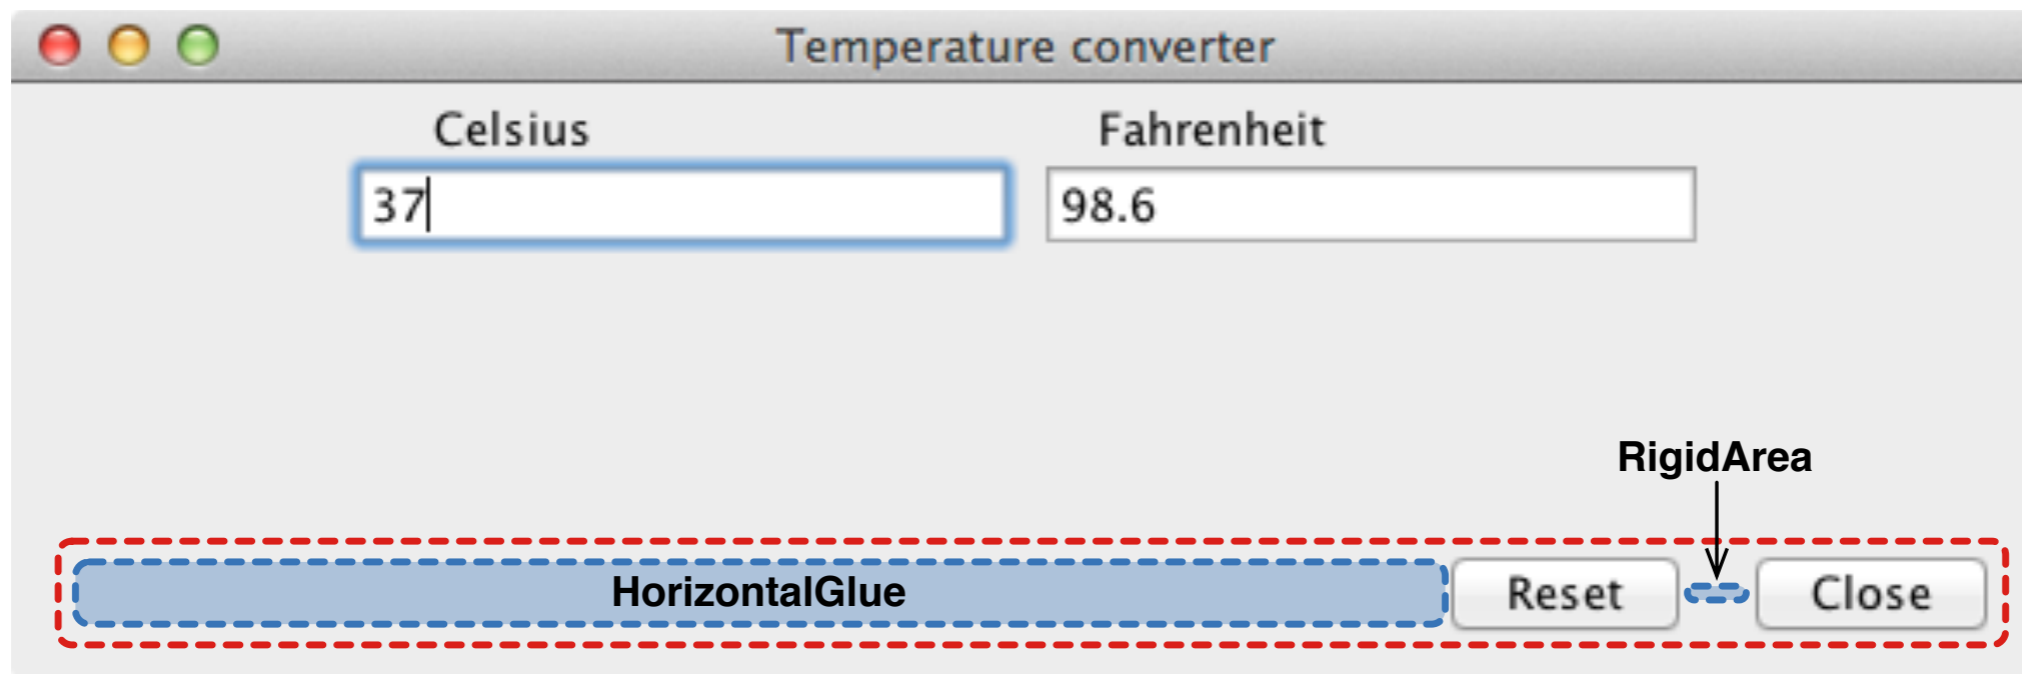 Temperature converter
Celsius Fahrenheit
37 98.6
RigidArea
HorizontalGlue Reset Close